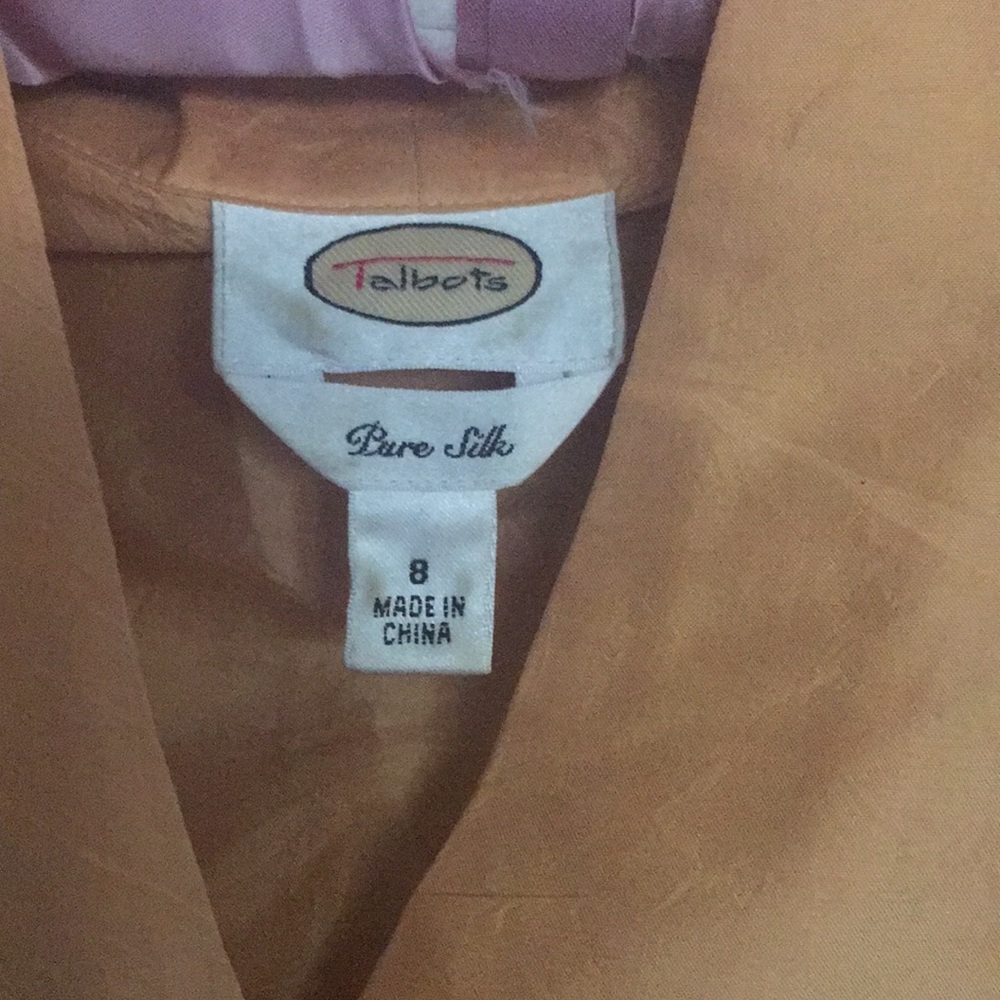 Talbots
Pure Silk
8
MADE IN
CHINA